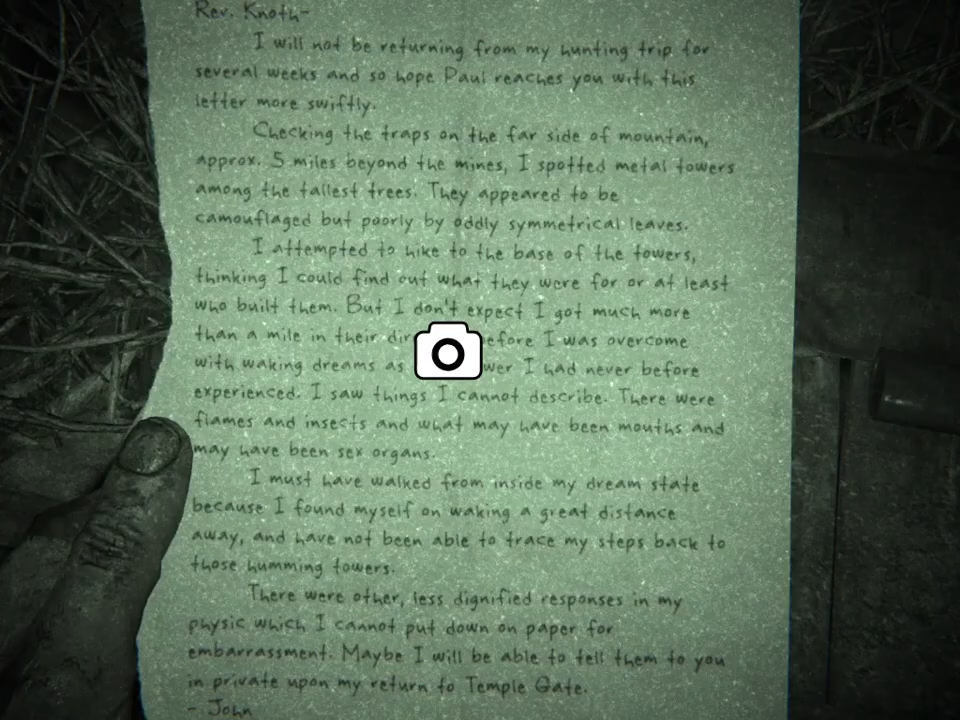 Rev. Knoth-
I will not be returning from my hunting trip for
several weeks and so hope Paul reaches you with this
letter more swiftly.
Checking the traps on the far side of mountain,
approx. 5 miles beyond the mines, I spotted metal towers
among the tallest trees. They appeared to be
camouflaged but poorly by oddly symmetrical leaves.
I attempted to hike to the base of the towers,
thinking I could find out what they were for or at least
who built them. But I don't expect I got much more
than a mile in their before I was overcome
with waking dreams as I had never before
experienced. I saw things I cannot describe. There were
flames and insects and what may have been mouths and
may have been sex organs.
I must have walked from inside my dream state
because I found myself on waking a great distance
away, and have not been able to trace my steps back to
those humming towers.
There were other, less dignified responses in my
physic which I cannot put down on paper for
embarrassment. Maybe I will be able to tell them to you
in private upon my return to Temple Gate.
- John